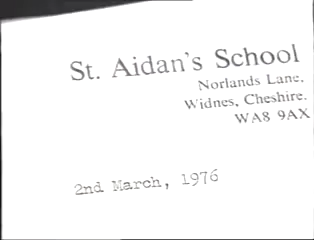 St. Aidan's School
Norlands Lane.
Widnes, Cheshire.
WA8 9AX
2nd March, 1976